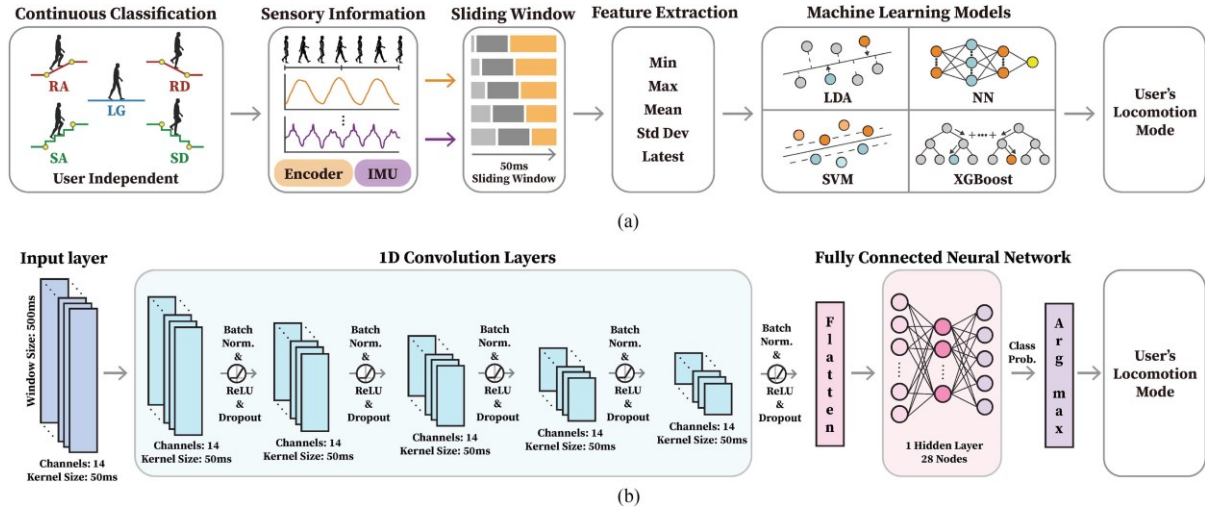 Continuous Classification
RA
RD
LG
SA
SD
User Independent
Sensory Information
Encoder
IMU
Sliding Window
50ms
Sliding Window
Feature Extraction
Min
Max
Mean
Std Dev
Latest
Machine Learning Models
LDA
NN
SVM
XGBoost
User's
Locomotion
Mode
(a)
Input layer
Window Size: 500ms
Channels: 14
Kernel Size: 50ms
1D Convolution Layers
Channels: 14
Kernel Size: 50ms
Batch
Norm.
&
ReLU
&
Dropout
Channels: 14
Kernel Size: 50ms
Batch
Norm.
&
ReLU
&
Dropout
Channels: 14
Kernel Size: 50ms
Batch
Norm.
&
ReLU
&
Dropout
Channels: 14
Kernel Size: 50ms
Batch
Norm.
&
ReLU
&
Dropout
Channels: 14
Kernel Size: 50ms
Batch
Norm.
&
ReLU
&
Dropout
Fully Connected Neural Network
Flatten
1 Hidden Layer
28 Nodes
Class
Prob.
Arg max
User's
Locomotion
Mode
(b)